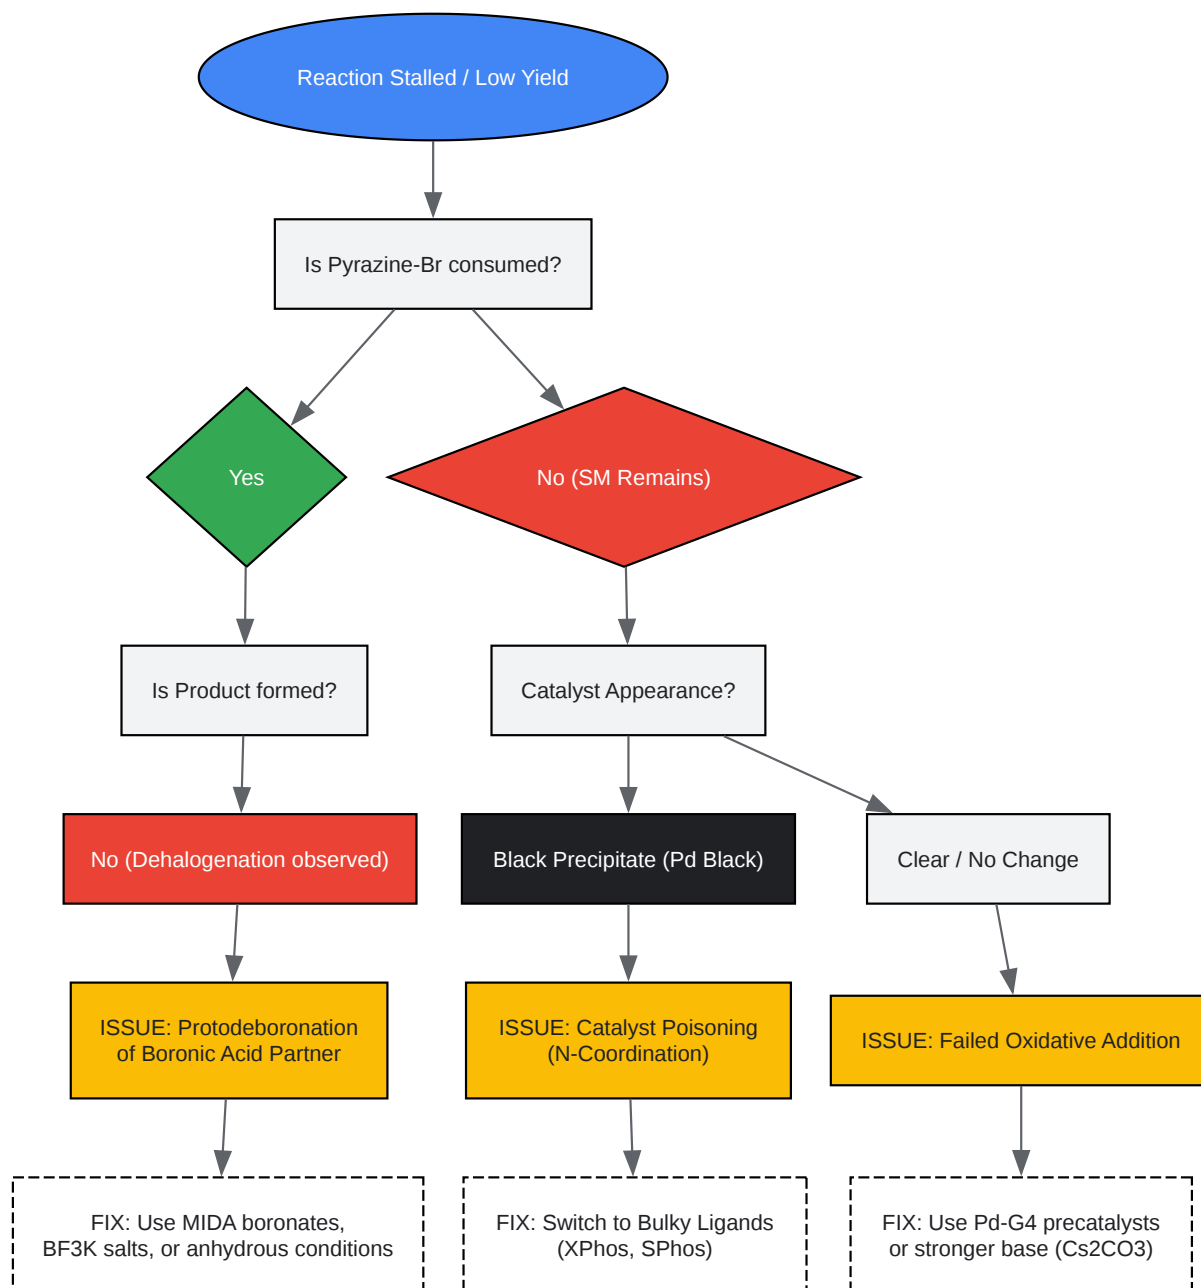 Reaction Stalled / Low Yield
Is Pyrazine-Br consumed?
Yes
No (SM Remains)
Is Product formed?
Catalyst Appearance?
No (Dehalogenation observed)
Black Precipitate (Pd Black)
Clear / No Change
ISSUE: Protodeboronation
of Boronic Acid Partner
ISSUE: Catalyst Poisoning
(N-Coordination)
ISSUE: Failed Oxidative Addition
FIX: Use MIDA boronates,
BF3K salts, or anhydrous conditions
FIX: Switch to Bulky Ligands
(XPhos, SPhos)
FIX: Use Pd-G4 precatalysts
or stronger base (Cs2CO3)